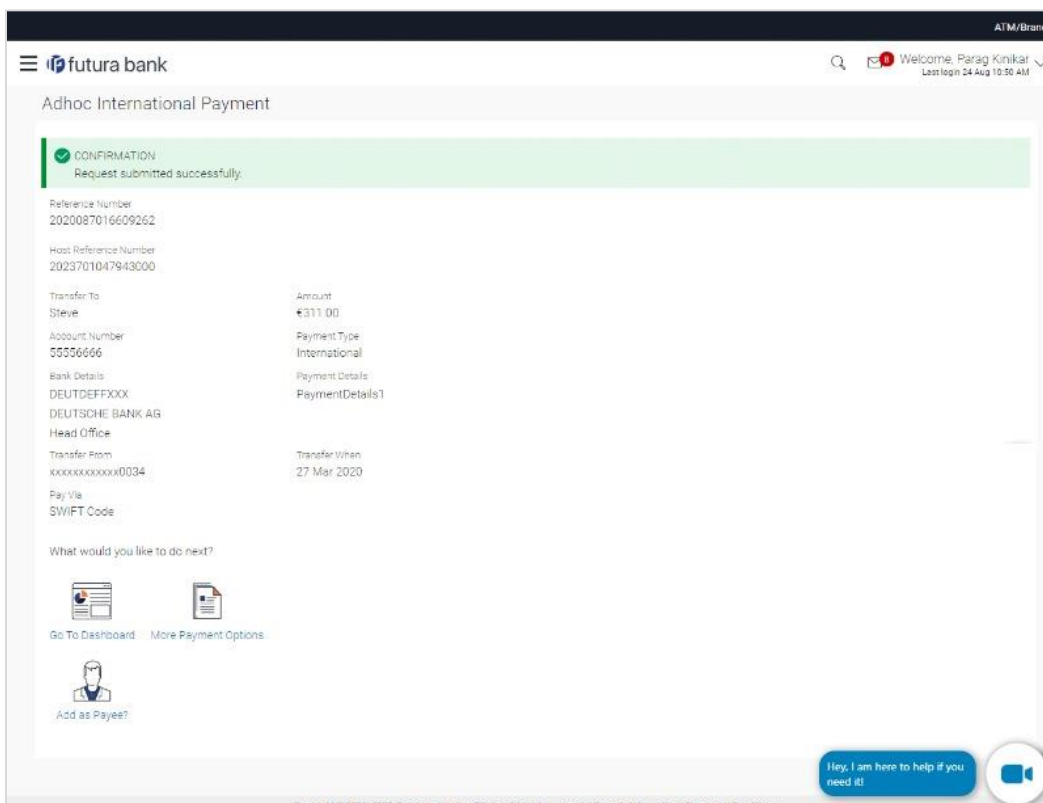 ATM/Bran
futura bank
8
Welcome, Parag Kinikar
Last login 24 Aug 10:50 AM
Adhoc International Payment
CONFIRMATION
Request submitted successfully.
Reference Number
2020087016609262
Host Reference Number
2023701047943000
Transfer To
Steve
Amount
€311.00
Account Number
55556666
Payment Type
International
Bank Details
DEUTDEFFXXX
DEUTSCHE BANK AG
Head Office
Payment Details
PaymentDetails1
Transfer From
xxxxxxxxxxxx0034
Transfer When
27 Mar 2020
Pay Via
SWIFT Code
What would you like to do next?
Go To Dashboard
More Payment Options
Add as Payee?
Hey, I am here to help if you
need it!